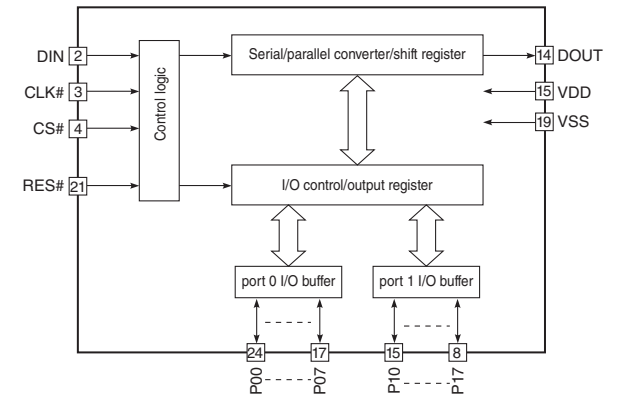 DIN 2
Serial/parallel converter/shift register
14 DOUT
CLK# 3
Control logic
15 VDD
CS# 4
19 VSS
RES# 21
I/O control/output register
port 0 I/O buffer
port 1 I/O buffer
24
17
15
8
P00
P07
P10
P17